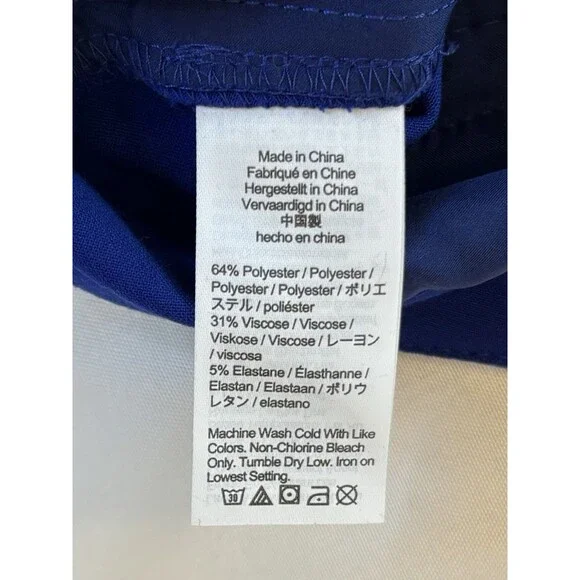 Made in China
Fabriqué en Chine
Hergestellt in China
Vervaardigd in China
中国製
hecho en china
64% Polyester / Polyester /
Polyester / Polyester / ポリエ
ステル / poliéster
31% Viscose / Viscose /
Viskose / Viscose / レーヨン
/ viscosa
5% Elastane / Élasthanne /
Elastan / Elastaan / ポリウ
レタン / elastano
Machine Wash Cold With Like
Colors. Non-Chlorine Bleach
Only. Tumble Dry Low. Iron on
Lowest Setting.
30